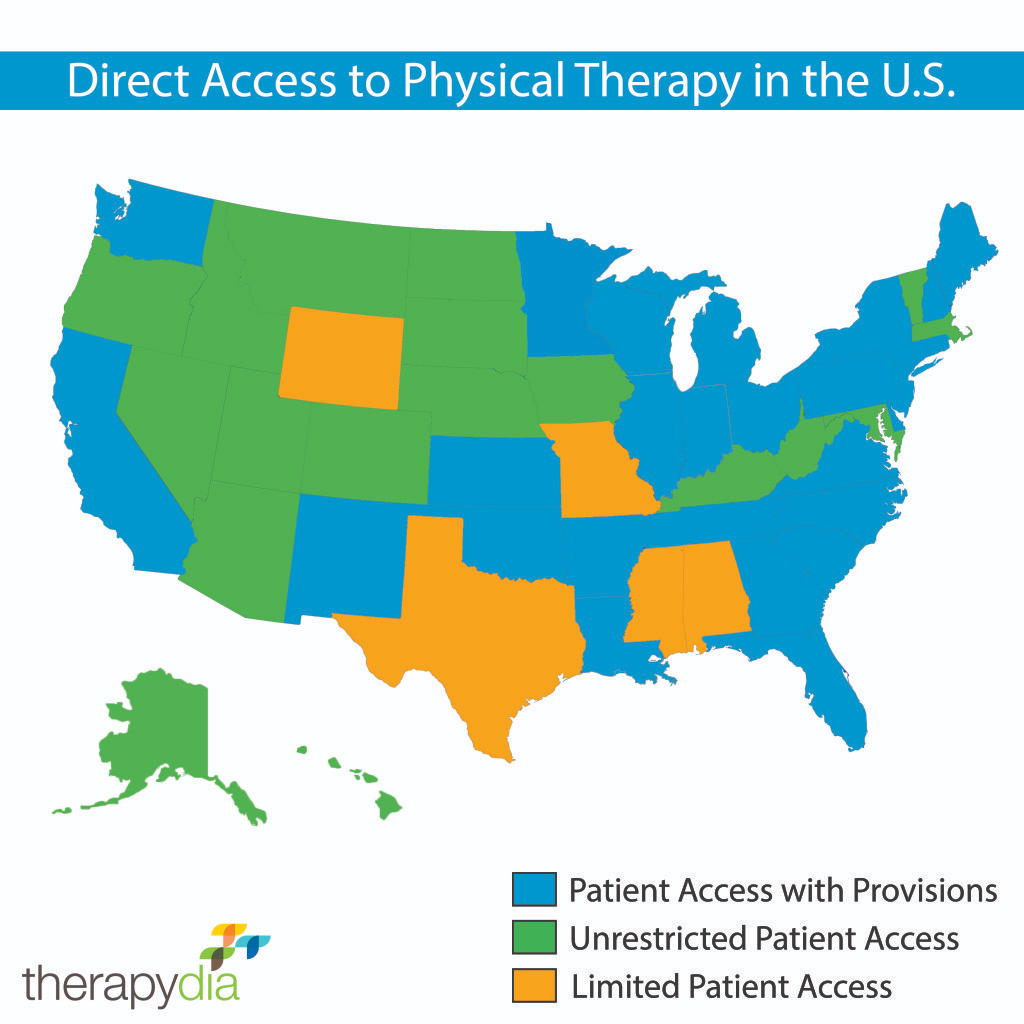 Direct Access to Physical Therapy in the U.S.
Patient Access with Provisions
Unrestricted Patient Access
Limited Patient Access
therapydia